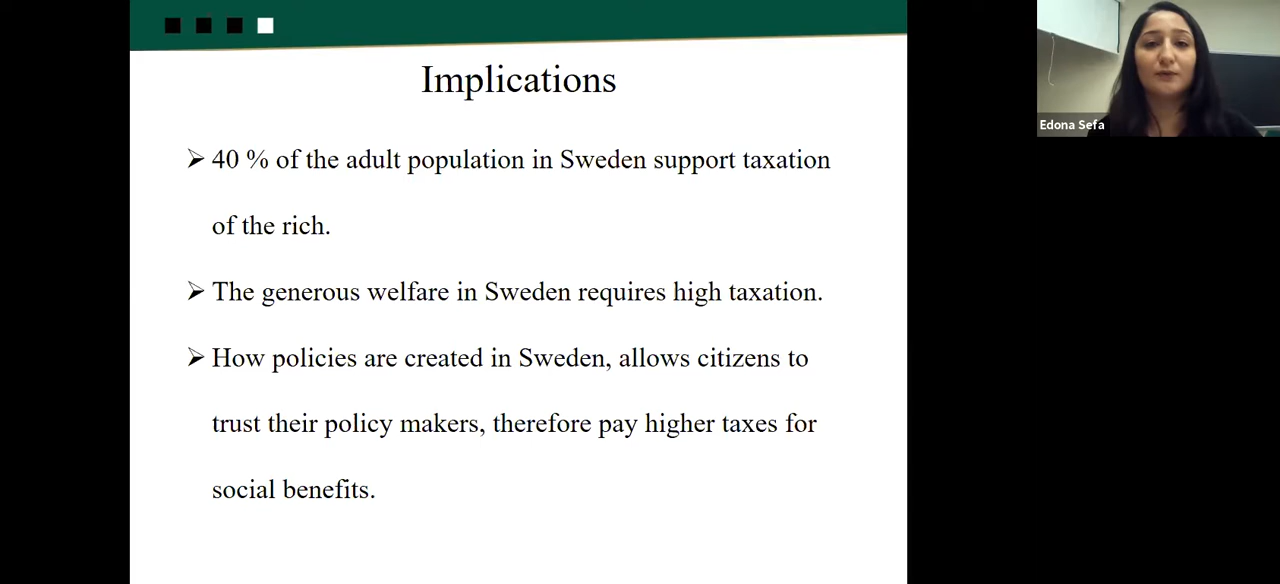 Implications
➢ 40 % of the adult population in Sweden support taxation
of the rich.
➢ The generous welfare in Sweden requires high taxation.
➢ How policies are created in Sweden, allows citizens to
trust their policy makers, therefore pay higher taxes for
social benefits.
Edona Sefa